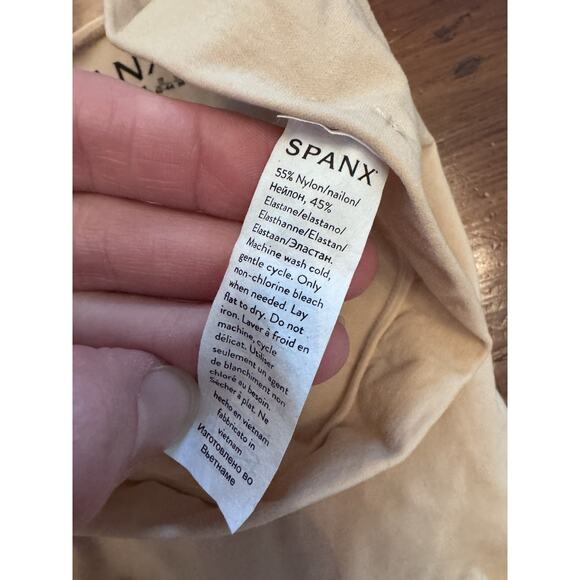 SPANX
55% Nylon/nailon/
Нейлон, 45%
Elastane/elastano/
Elasthanne/Elastan/
Elastaan/Эластан.
Machine wash cold,
gentle cycle. Only
non-chlorine bleach
when needed. Lay
flat to dry. Do not
iron. Laver à froid en
machine, cycle
délicat. Utiliser
seulement un agent
de blanchiment non
chloré au besoin.
Sécher à plat. Ne
hecho en vietnam
fabbricato in
vietnam
Изготовлено во
Вьетнаме